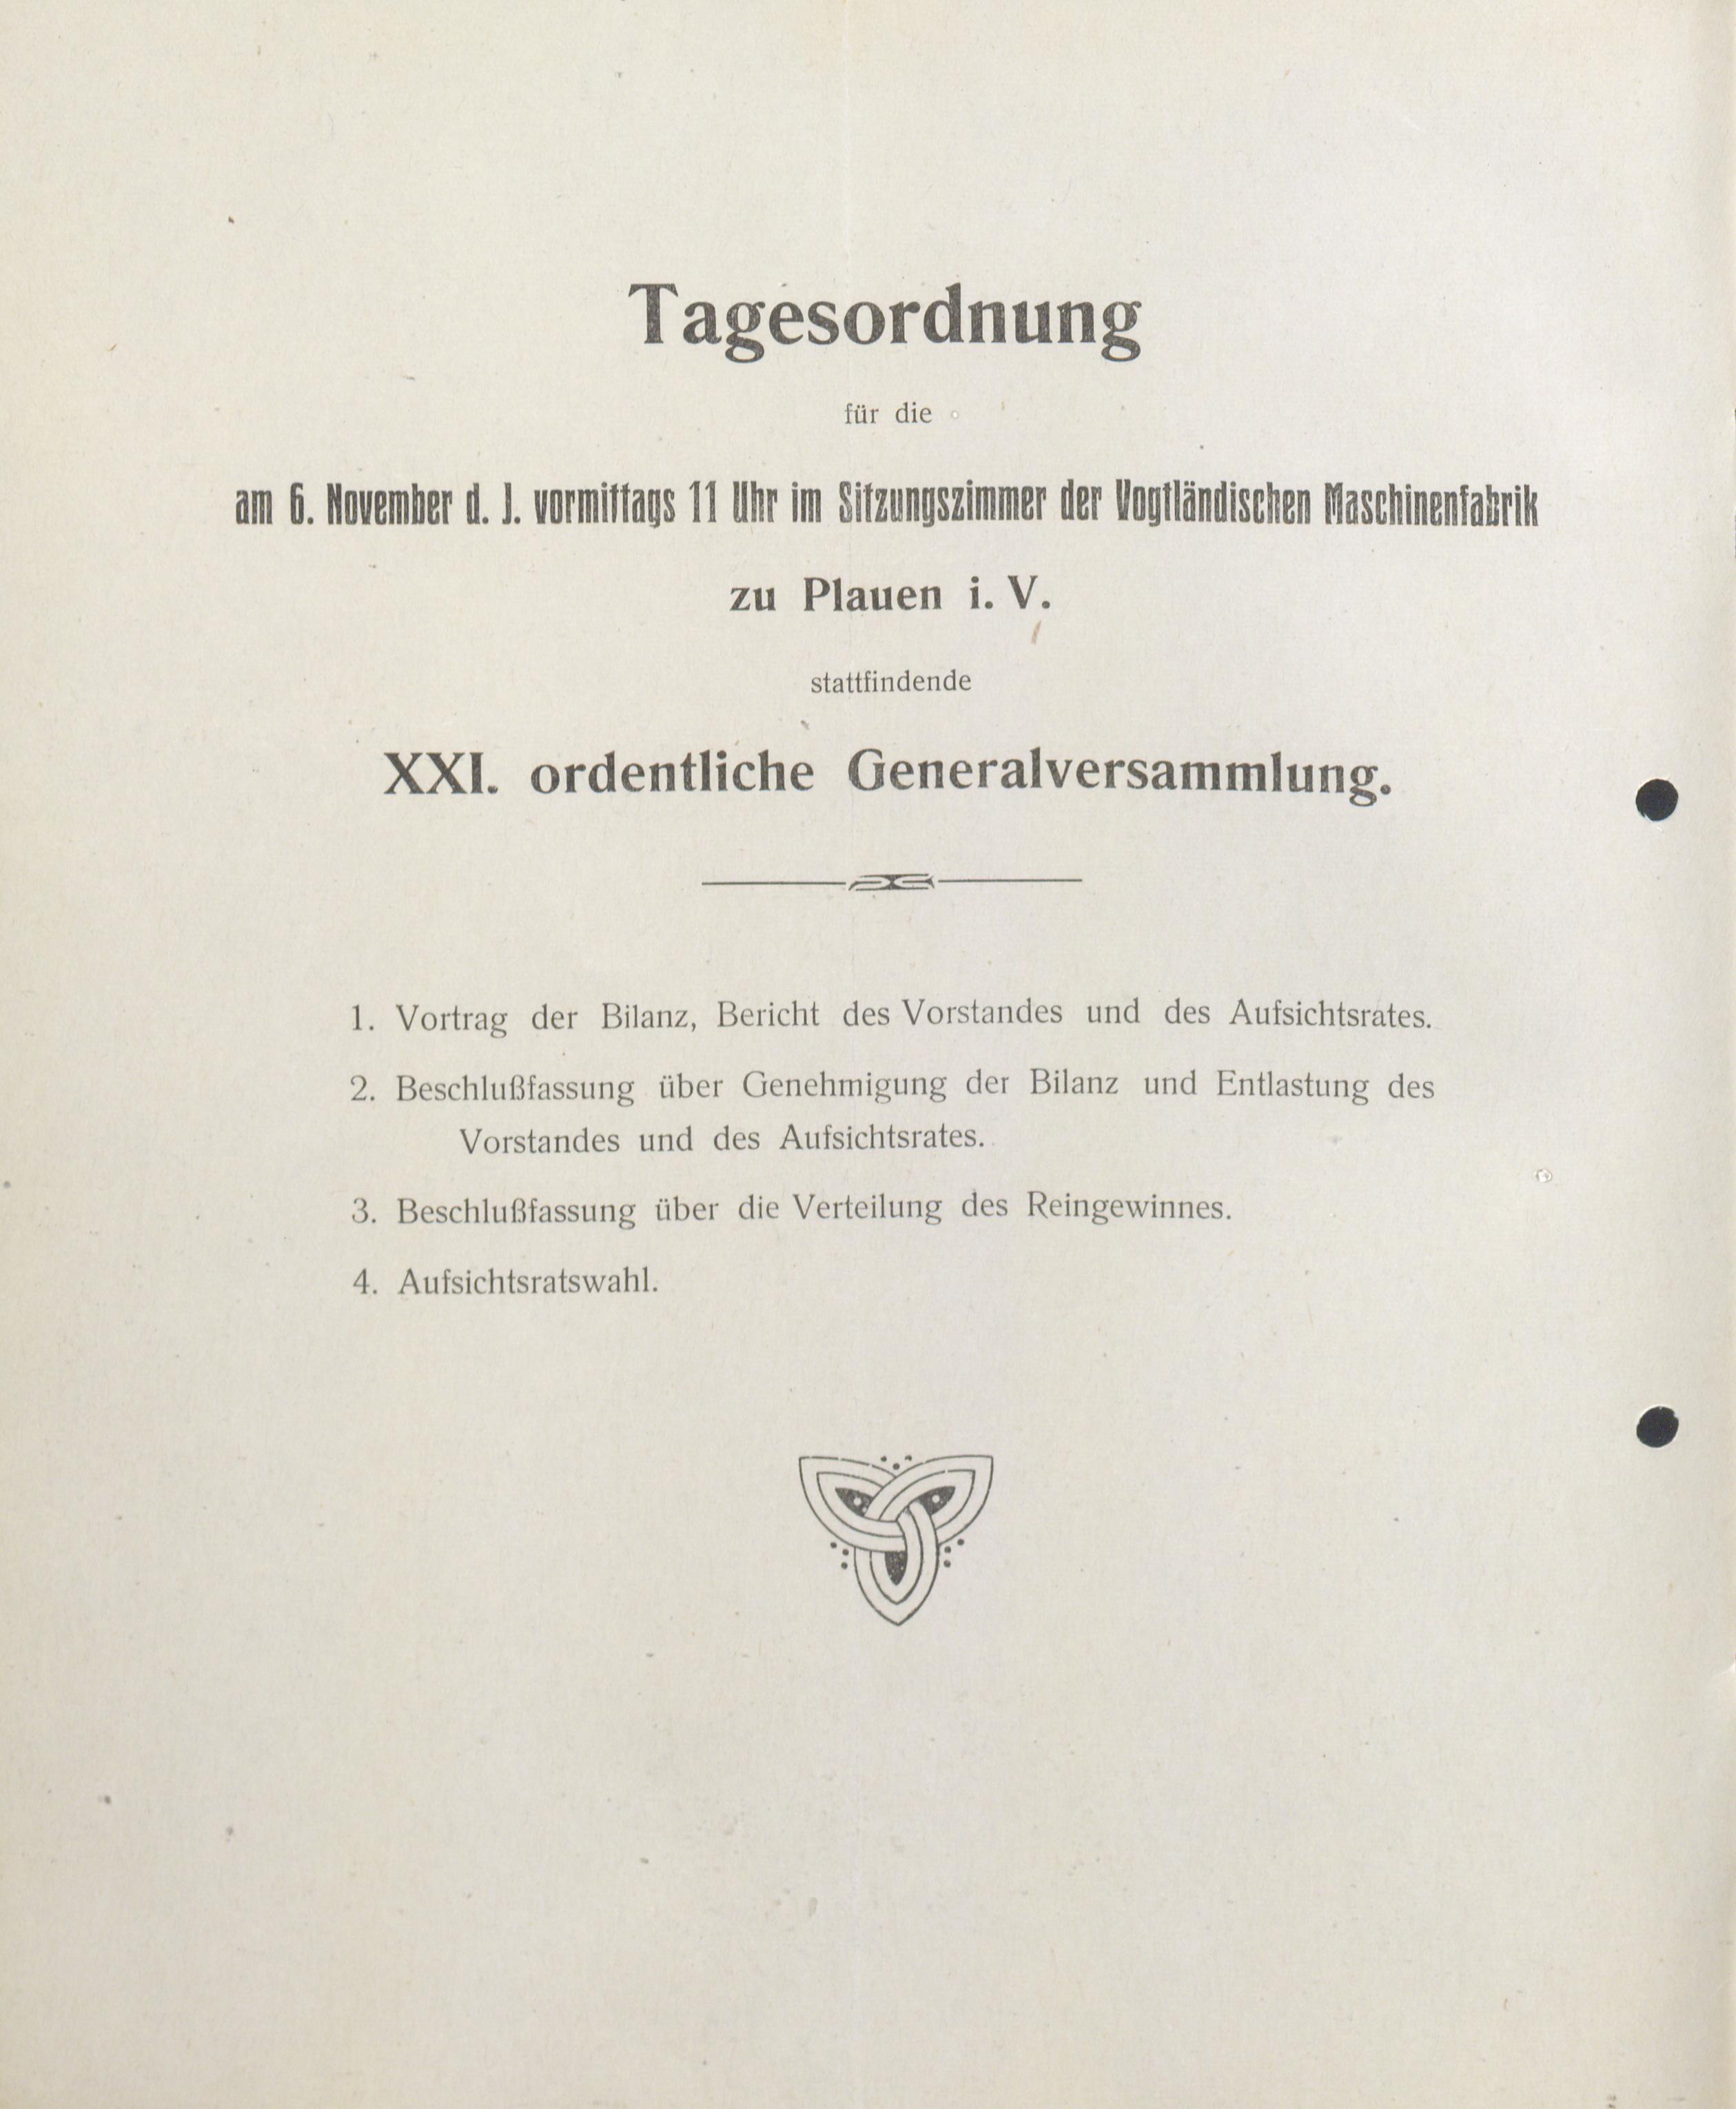 Tagesordnung
für die
am 6. November d. J. vormittags 11 Uhr im Sitzungszimmer der Vogtländischen Maschinenfabrik
zu Plauen i. V.
stattfindende
XXI. ordentliche Generalversammlung.
1. Vortrag der Bilanz, Bericht des Vorstandes und des Aufsichtsrates.
2. Beschlußfassung über Genehmigung der Bilanz und Entlastung des
Vorstandes und des Aufsichtsrates.
3. Beschlußfassung über die Verteilung des Reingewinnes.
4. Aufsichtsratswahl.